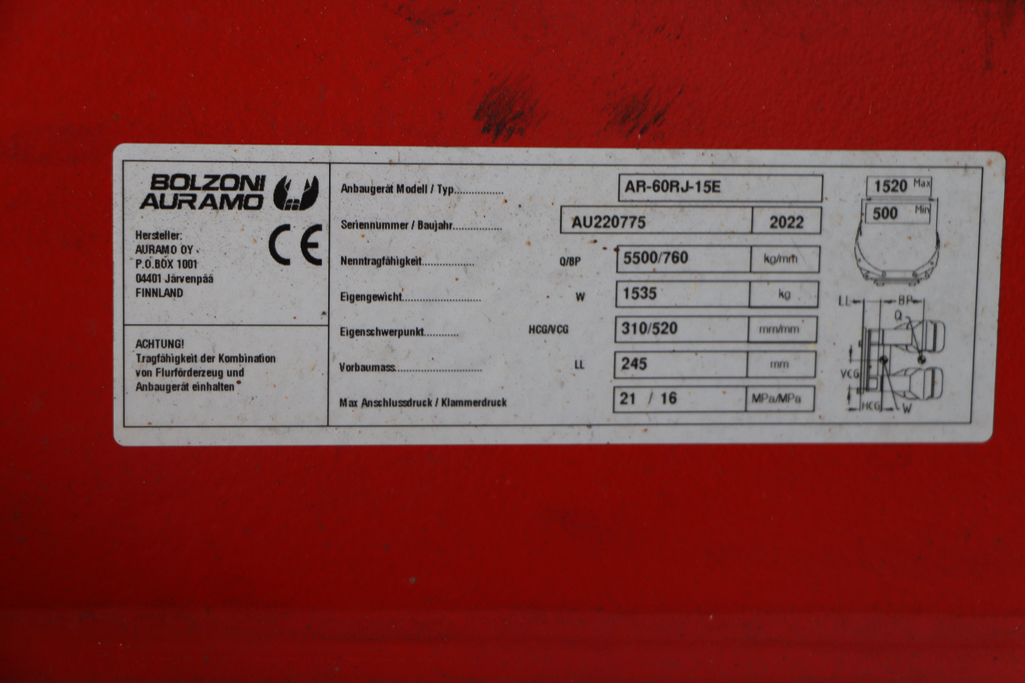 BOLZONI
AURAMO
CE
Hersteller:
AURAMO OY
P.O.BOX 1001
04401 Järvenpää
FINNLAND
ACHTUNG!
Tragfähigkeit der Kombination
von Flurförderzeug und
Anbaugerät einhalten
Anbaugerät Modell / Typ............... AR-60RJ-15E
Seriennummer / Baujahr............... AU220775 2022
Nenntragfähigkeit............... Q/BP 5500/760 kg/mm
Eigengewicht............... W 1535 kg
Eigenschwerpunkt........... HCG/VCG 310/520 mm/mm
Vorbaumass............... LL 245 mm
Max Anschlussdruck / Klammerdruck 21 / 16 MPa/MPa
1520 Max
500 Min
LL BP
Q
VCG
HCG W